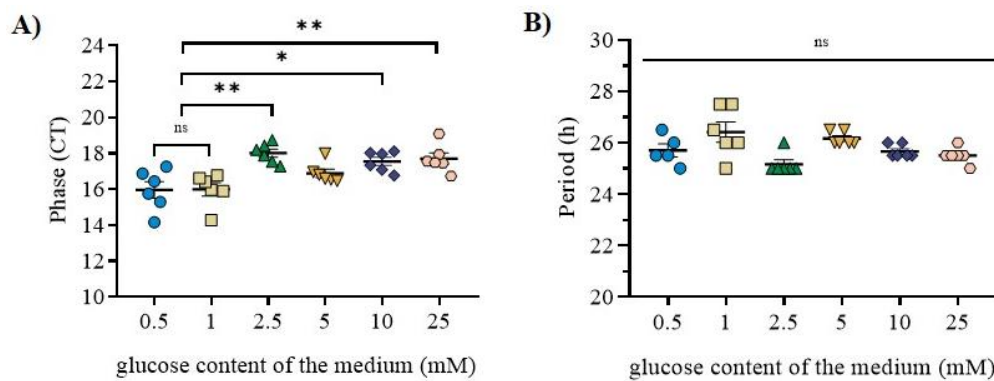 A)
Phase (CT)
24
22
20
18
16
14
12
10
**
*
**
ns
0.5 1 2.5 5 10 25
glucose content of the medium (mM)
B)
Period (h)
30
28
26
24
22
20
ns
0.5 1 2.5 5 10 25
glucose content of the medium (mM)